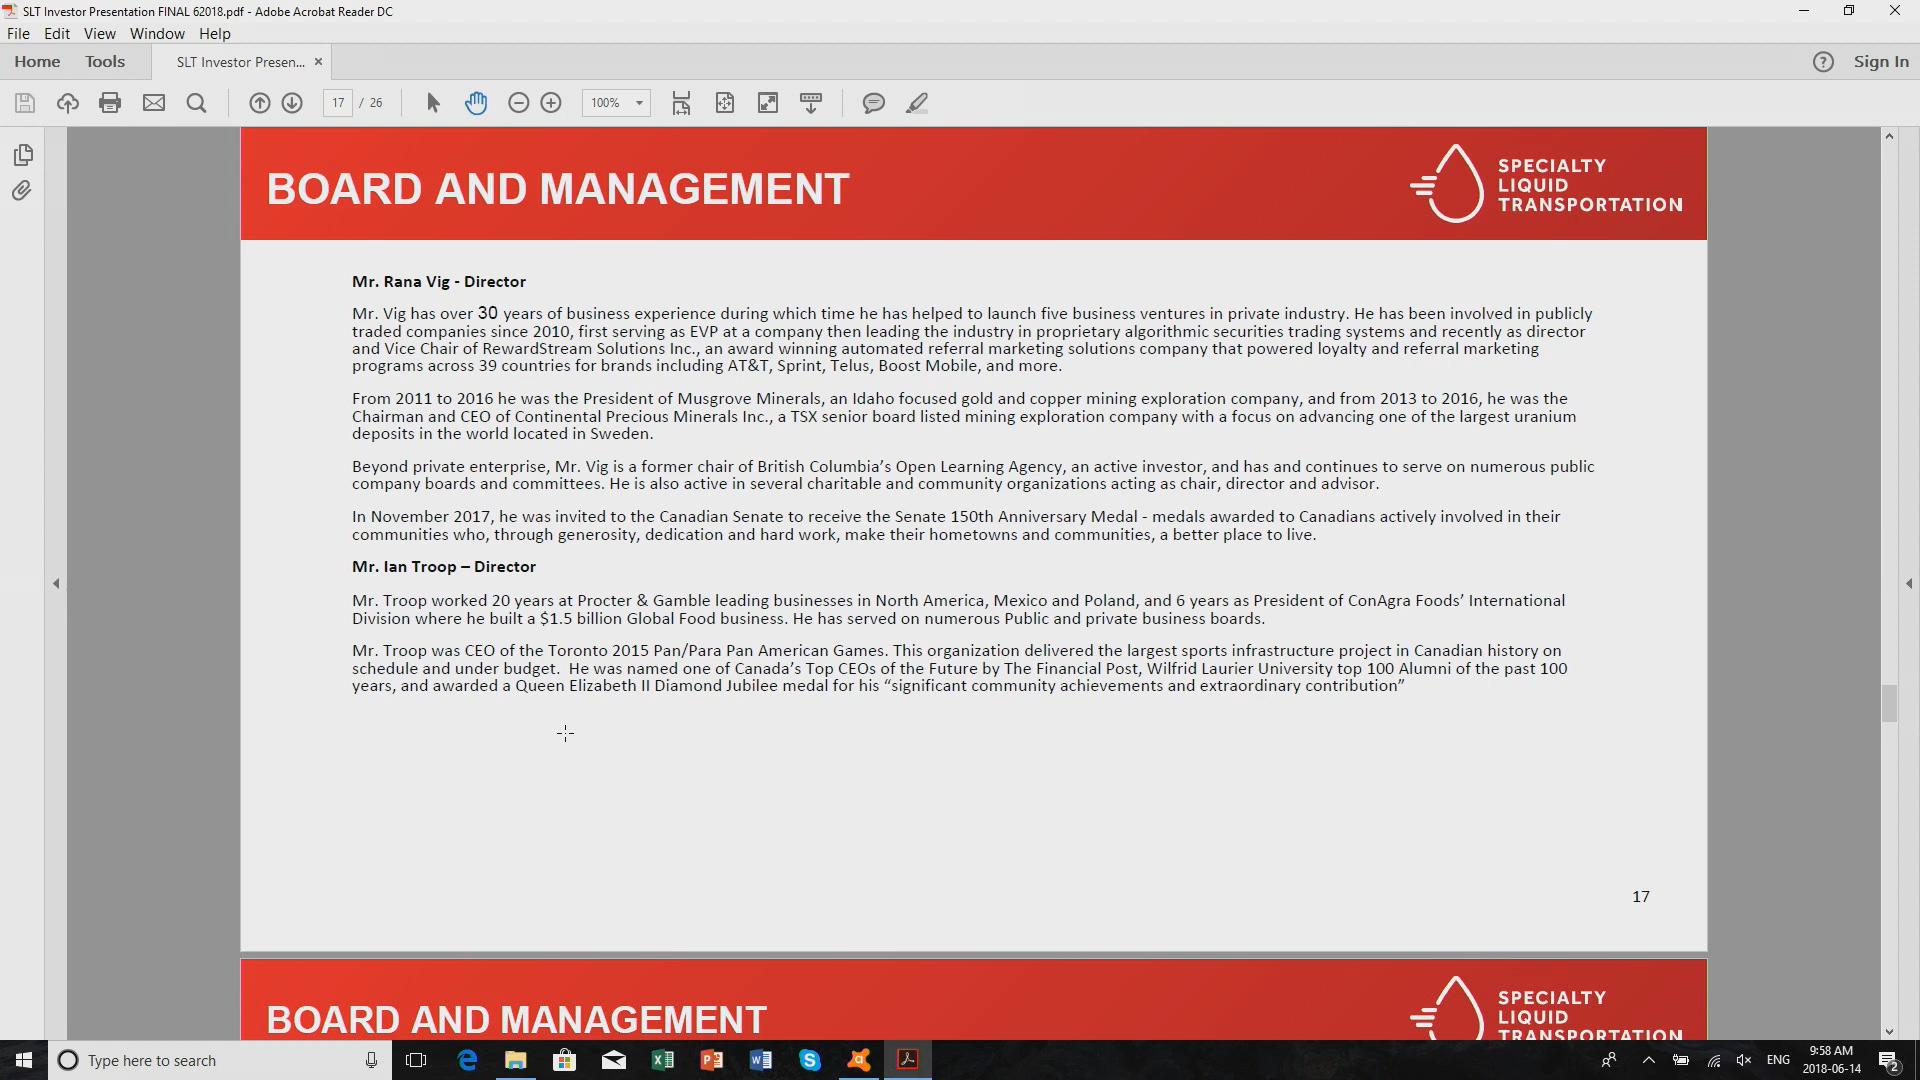 SLT Investor Presentation FINAL 62018.pdf - Adobe Acrobat Reader DC
File Edit View Window Help
Home Tools SLT Investor Presen... × ? Sign In
17 / 26 100%
BOARD AND MANAGEMENT
SPECIALTY
LIQUID
TRANSPORTATION
Mr. Rana Vig - Director
Mr. Vig has over 30 years of business experience during which time he has helped to launch five business ventures in private industry. He has been involved in publicly
traded companies since 2010, first serving as EVP at a company then leading the industry in proprietary algorithmic securities trading systems and recently as director
and Vice Chair of RewardStream Solutions Inc., an award winning automated referral marketing solutions company that powered loyalty and referral marketing
programs across 39 countries for brands including AT&T, Sprint, Telus, Boost Mobile, and more.
From 2011 to 2016 he was the President of Musgrove Minerals, an Idaho focused gold and copper mining exploration company, and from 2013 to 2016, he was the
Chairman and CEO of Continental Precious Minerals Inc., a TSX senior board listed mining exploration company with a focus on advancing one of the largest uranium
deposits in the world located in Sweden.
Beyond private enterprise, Mr. Vig is a former chair of British Columbia’s Open Learning Agency, an active investor, and has and continues to serve on numerous public
company boards and committees. He is also active in several charitable and community organizations acting as chair, director and advisor.
In November 2017, he was invited to the Canadian Senate to receive the Senate 150th Anniversary Medal - medals awarded to Canadians actively involved in their
communities who, through generosity, dedication and hard work, make their hometowns and communities, a better place to live.
Mr. Ian Troop – Director
Mr. Troop worked 20 years at Procter & Gamble leading businesses in North America, Mexico and Poland, and 6 years as President of ConAgra Foods’ International
Division where he built a $1.5 billion Global Food business. He has served on numerous Public and private business boards.
Mr. Troop was CEO of the Toronto 2015 Pan/Para Pan American Games. This organization delivered the largest sports infrastructure project in Canadian history on
schedule and under budget. He was named one of Canada’s Top CEOs of the Future by The Financial Post, Wilfrid Laurier University top 100 Alumni of the past 100
years, and awarded a Queen Elizabeth II Diamond Jubilee medal for his “significant community achievements and extraordinary contribution”
17
BOARD AND MANAGEMENT
SPECIALTY
LIQUID
TRANSPORTATION
Type here to search
ENG
9:58 AM
2018-06-14
2